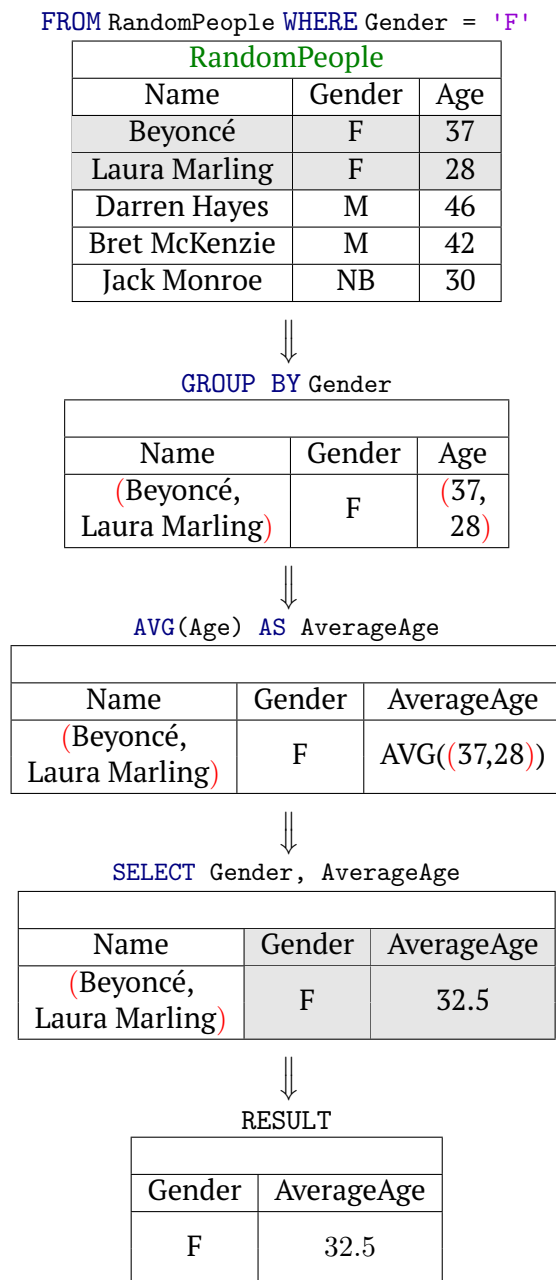 FROM RandomPeople WHERE Gender = 'F'
RandomPeople
Name Gender Age
Beyoncé F 37
Laura Marling F 28
Darren Hayes M 46
Bret McKenzie M 42
Jack Monroe NB 30
⇓
GROUP BY Gender
Name Gender Age
(Beyoncé, Laura Marling) F (37, 28)
⇓
AVG(Age) AS AverageAge
Name Gender AverageAge
(Beyoncé, Laura Marling) F AVG((37,28))
⇓
SELECT Gender, AverageAge
Name Gender AverageAge
(Beyoncé, Laura Marling) F 32.5
⇓
RESULT
Gender AverageAge
F 32.5